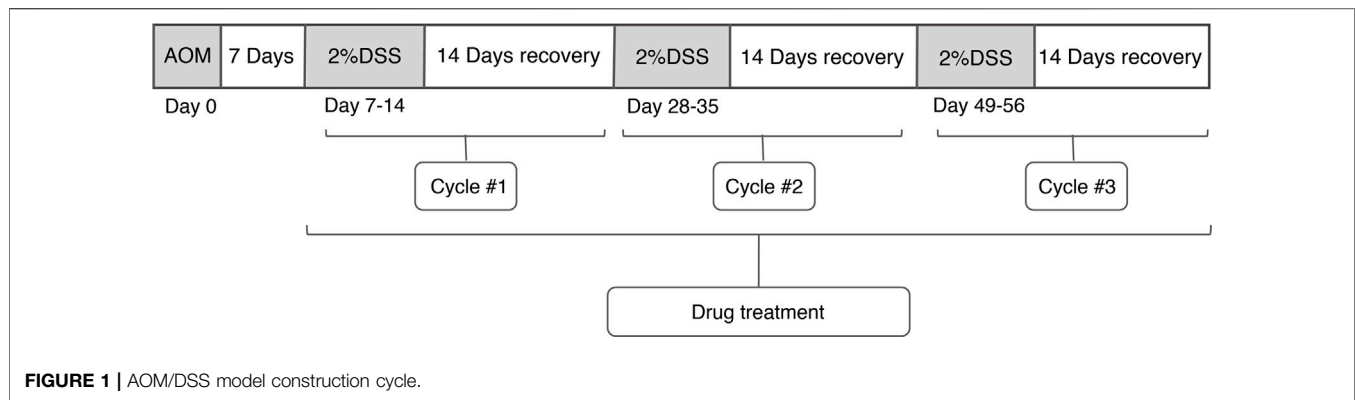 AOM 7 Days 2%DSS 14 Days recovery 2%DSS 14 Days recovery 2%DSS 14 Days recovery
Day 0 Day 7-14 Day 28-35 Day 49-56
Cycle #1 Cycle #2 Cycle #3
Drug treatment
FIGURE 1 | AOM/DSS model construction cycle.